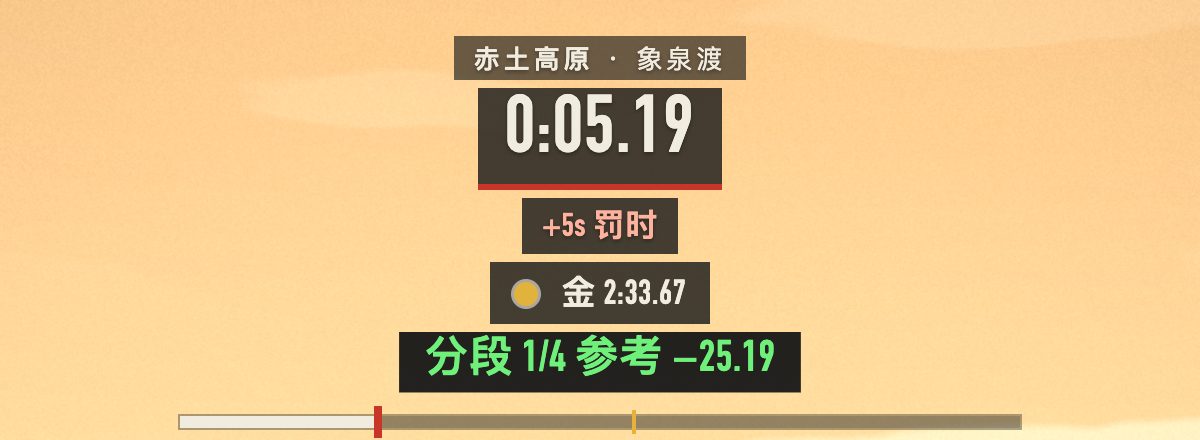 赤土高原 · 象泉渡
0:05.19
+5s 罚时
金 2:33.67
分段 1/4 参考 –25.19